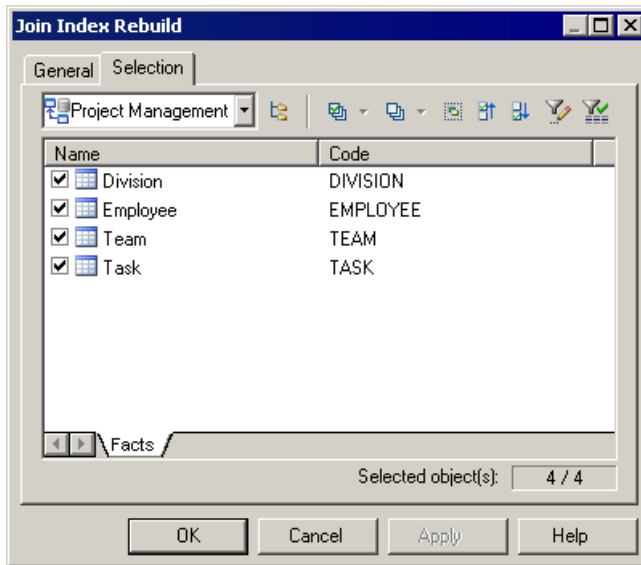 Join Index Rebuild
General Selection
Project Management
Name Code
Division DIVISION
Employee EMPLOYEE
Team TEAM
Task TASK
Facts
Selected object(s): 4 / 4
OK Cancel Apply Help